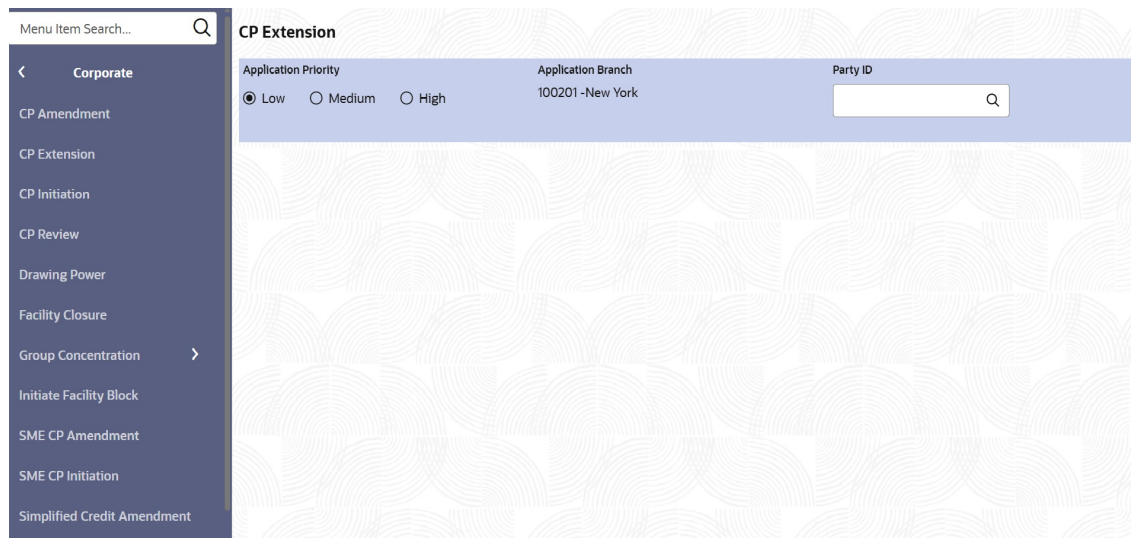 Menu Item Search...
Corporate
CP Amendment
CP Extension
CP Initiation
CP Review
Drawing Power
Facility Closure
Group Concentration
Initiate Facility Block
SME CP Amendment
SME CP Initiation
Simplified Credit Amendment
CP Extension
Application Priority
Low Medium High
Application Branch
100201 -New York
Party ID